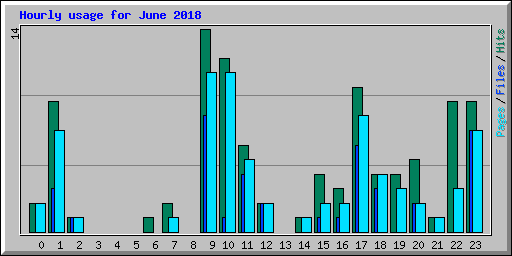 Hourly usage for June 2018
14
Pages/Files/Hits
0 1 2 3 4 5 6 7 8 9 10 11 12 13 14 15 16 17 18 19 20 21 22 23